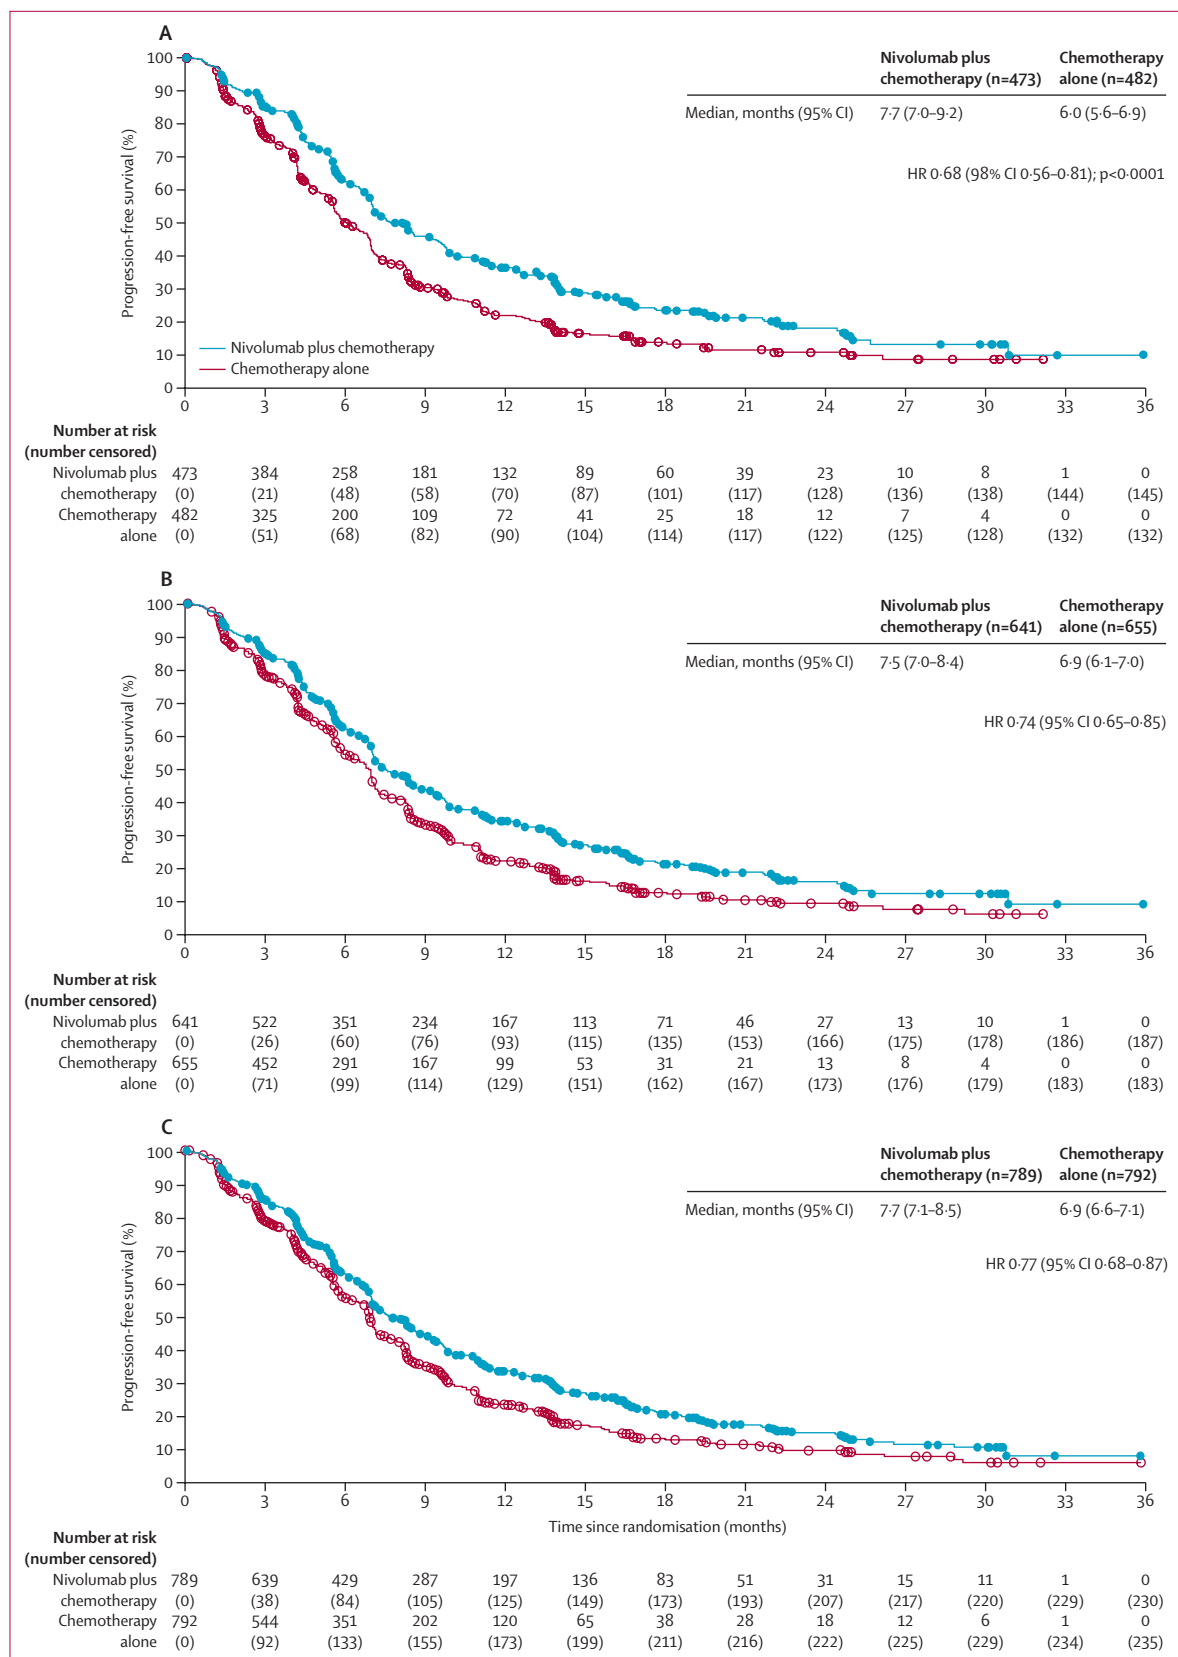 A
Nivolumab plus chemotherapy (n=473) Chemotherapy alone (n=482)
Median, months (95% CI) 7·7 (7·0–9·2) 6·0 (5·6–6·9)
HR 0·68 (98% CI 0·56–0·81); p<0·0001
Progression-free survival (%)
100
90
80
70
60
50
40
30
20
10
0
Nivolumab plus chemotherapy
Chemotherapy alone
0 3 6 9 12 15 18 21 24 27 30 33 36
Number at risk
(number censored)
Nivolumab plus 473 384 258 181 132 89 60 39 23 10 8 1 0
chemotherapy (0) (21) (48) (58) (70) (87) (101) (117) (128) (136) (138) (144) (145)
Chemotherapy 482 325 200 109 72 41 25 18 12 7 4 0 0
alone (0) (51) (68) (82) (90) (104) (114) (117) (122) (125) (128) (132) (132)
B
Nivolumab plus chemotherapy (n=641) Chemotherapy alone (n=655)
Median, months (95% CI) 7·5 (7·0–8·4) 6·9 (6·1–7·0)
HR 0·74 (95% CI 0·65–0·85)
Progression-free survival (%)
100
90
80
70
60
50
40
30
20
10
0
0 3 6 9 12 15 18 21 24 27 30 33 36
Number at risk
(number censored)
Nivolumab plus 641 522 351 234 167 113 71 46 27 13 10 1 0
chemotherapy (0) (26) (60) (76) (93) (115) (135) (153) (166) (175) (178) (186) (187)
Chemotherapy 655 452 291 167 99 53 31 21 13 8 4 0 0
alone (0) (71) (99) (114) (129) (151) (162) (167) (173) (176) (179) (183) (183)
C
Nivolumab plus chemotherapy (n=789) Chemotherapy alone (n=792)
Median, months (95% CI) 7·7 (7·1–8·5) 6·9 (6·6–7·1)
HR 0·77 (95% CI 0·68–0·87)
Progression-free survival (%)
100
90
80
70
60
50
40
30
20
10
0
0 3 6 9 12 15 18 21 24 27 30 33 36
Time since randomisation (months)
Number at risk
(number censored)
Nivolumab plus 789 639 429 287 197 136 83 51 31 15 11 1 0
chemotherapy (0) (38) (84) (105) (125) (149) (173) (193) (207) (217) (220) (229) (230)
Chemotherapy 792 544 351 202 120 65 38 28 18 12 6 1 0
alone (0) (92) (133) (155) (173) (199) (211) (216) (222) (225) (229) (234) (235)